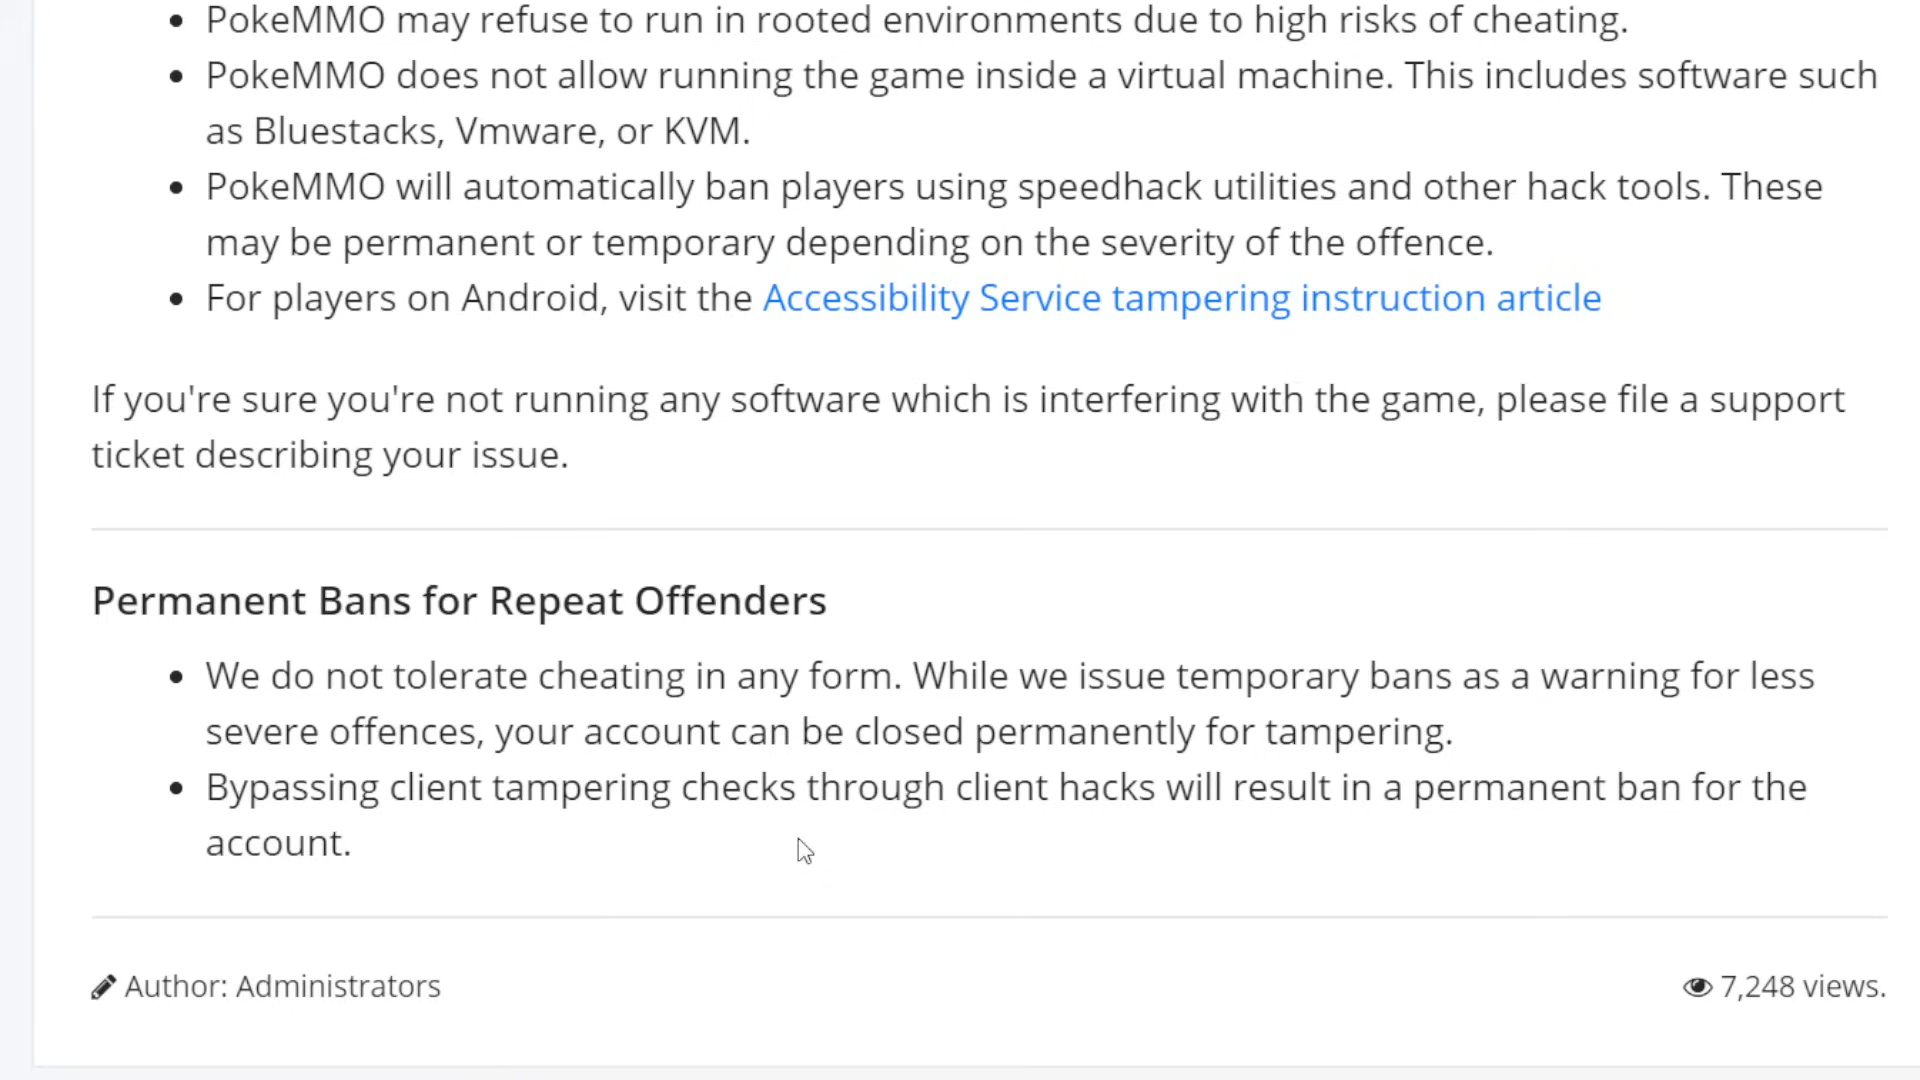 PokeMMO may refuse to run in rooted environments due to high risks of cheating.
PokeMMO does not allow running the game inside a virtual machine. This includes software such
as Bluestacks, Vmware, or KVM.
PokeMMO will automatically ban players using speedhack utilities and other hack tools. These
may be permanent or temporary depending on the severity of the offence.
For players on Android, visit the Accessibility Service tampering instruction article
If you're sure you're not running any software which is interfering with the game, please file a support
ticket describing your issue.
Permanent Bans for Repeat Offenders
We do not tolerate cheating in any form. While we issue temporary bans as a warning for less
severe offences, your account can be closed permanently for tampering.
Bypassing client tampering checks through client hacks will result in a permanent ban for the
account.
Author: Administrators
7,248 views.